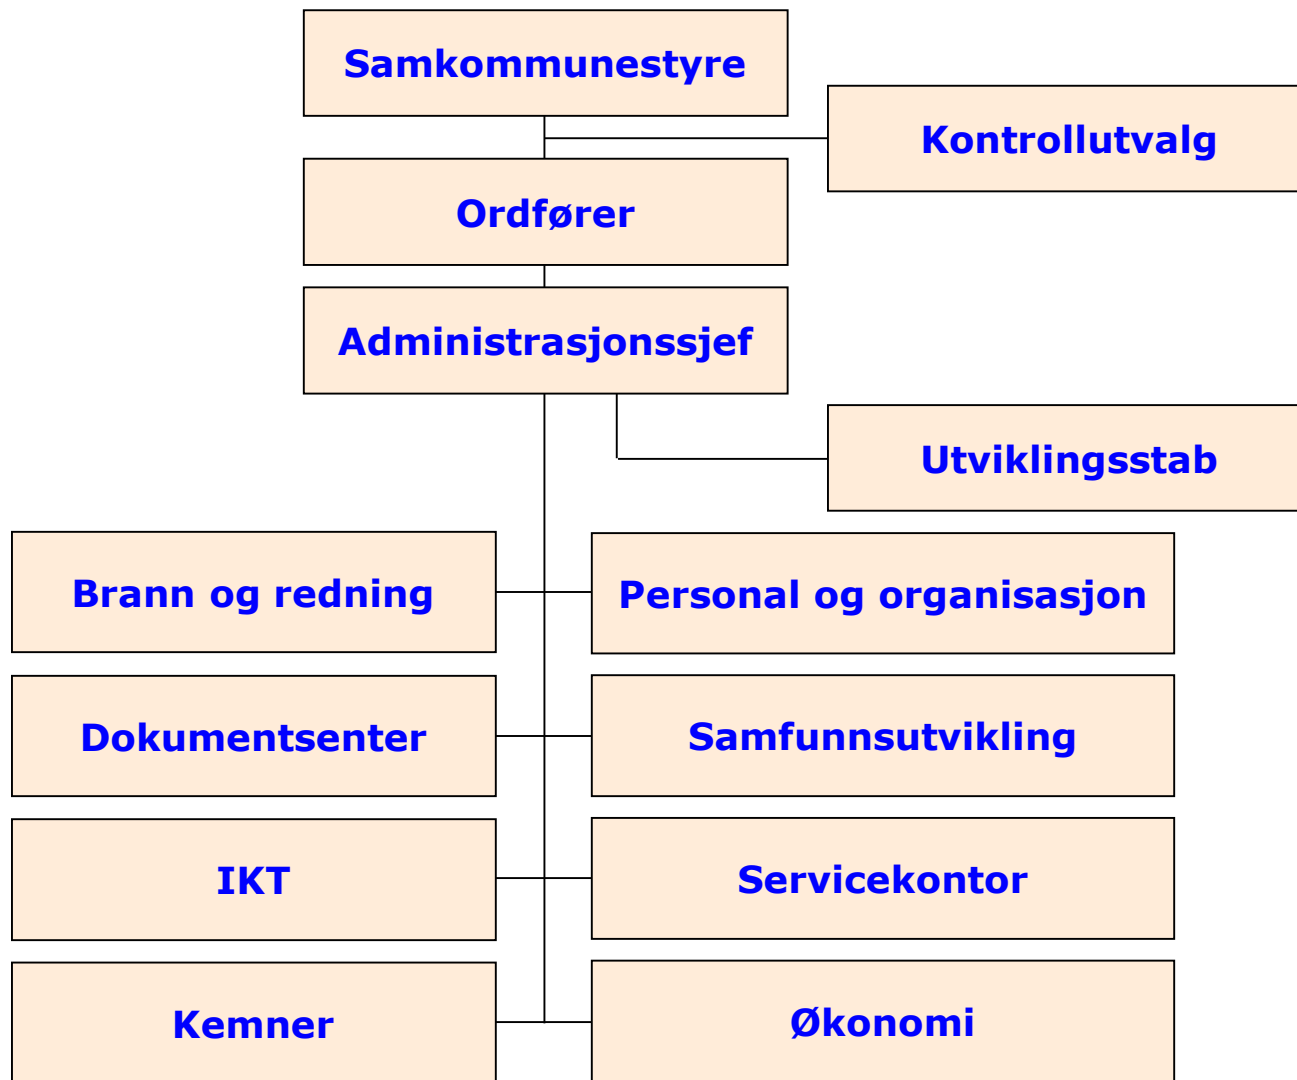 Samkommunestyre
Kontrollutvalg
Ordfører
Administrasjonssjef
Utviklingsstab
Brann og redning
Personal og organisasjon
Dokumentsenter
Samfunnsutvikling
IKT
Servicekontor
Kemner
Økonomi